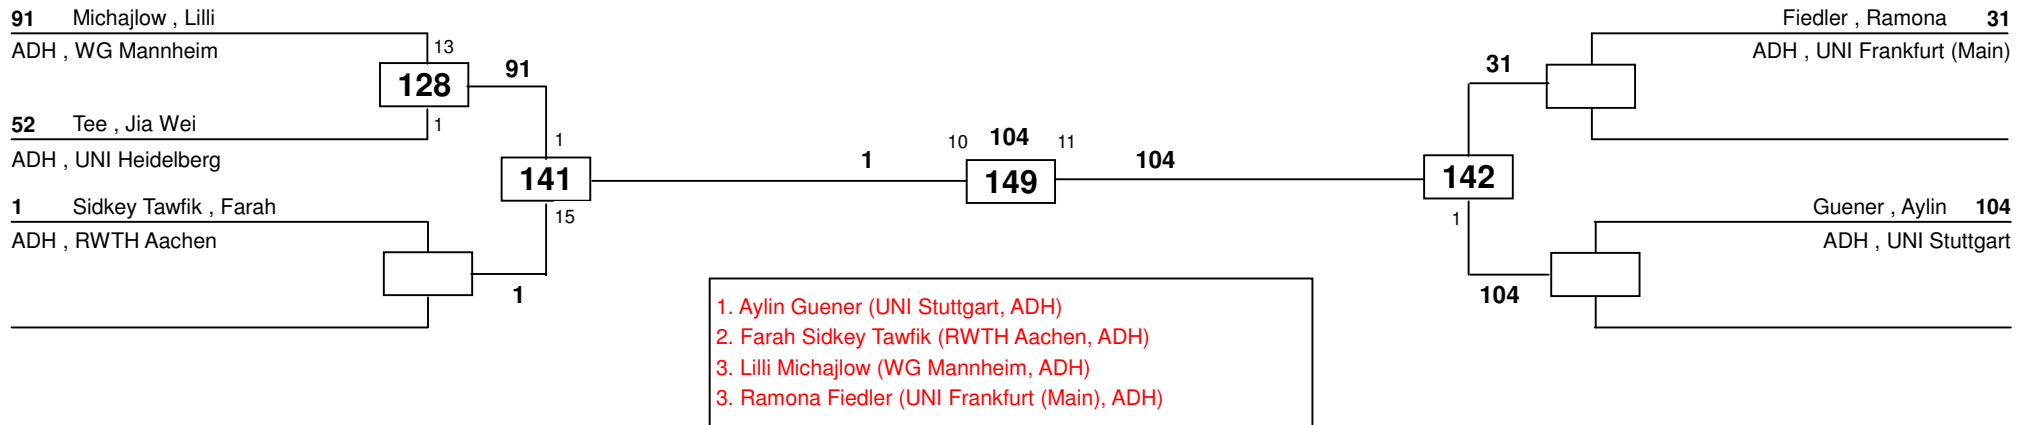 91 Michajlow , Lilli
ADH , WG Mannheim
13
128
91
52 Tee , Jia Wei
1
ADH , UNI Heidelberg
1
141
15
1 Sidkey Tawfik , Farah
ADH , RWTH Aachen
1
1
10 104 11
149
104
Fiedler , Ramona 31
ADH , UNI Frankfurt (Main)
31
142
1
Guener , Aylin 104
ADH , UNI Stuttgart
104
1. Aylin Guener (UNI Stuttgart, ADH)
2. Farah Sidkey Tawfik (RWTH Aachen, ADH)
3. Lilli Michajlow (WG Mannheim, ADH)
3. Ramona Fiedler (UNI Frankfurt (Main), ADH)